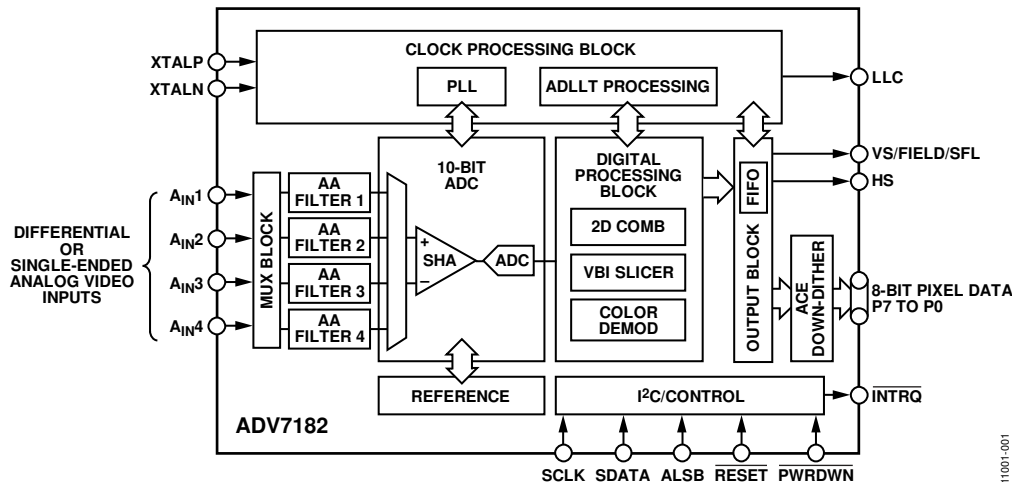 CLOCK PROCESSING BLOCK
XTALP
XTALN
PLL
ADLLT PROCESSING
LLC
10-BIT
ADC
DIGITAL
PROCESSING
BLOCK
FIFO
OUTPUT BLOCK
VS/FIELD/SFL
HS
DIFFERENTIAL
OR
SINGLE-ENDED
ANALOG VIDEO
INPUTS
AIN1
AIN2
AIN3
AIN4
MUX BLOCK
AA
FILTER 1
AA
FILTER 2
AA
FILTER 3
AA
FILTER 4
+
SHA
–
ADC
2D COMB
VBI SLICER
COLOR
DEMOD
ACE
DOWN-DITHER
8-BIT PIXEL DATA
P7 TO P0
REFERENCE
I2C/CONTROL
INTRQ
ADV7182
SCLK
SDATA
ALSB
RESET
PWRDWN
11001-001